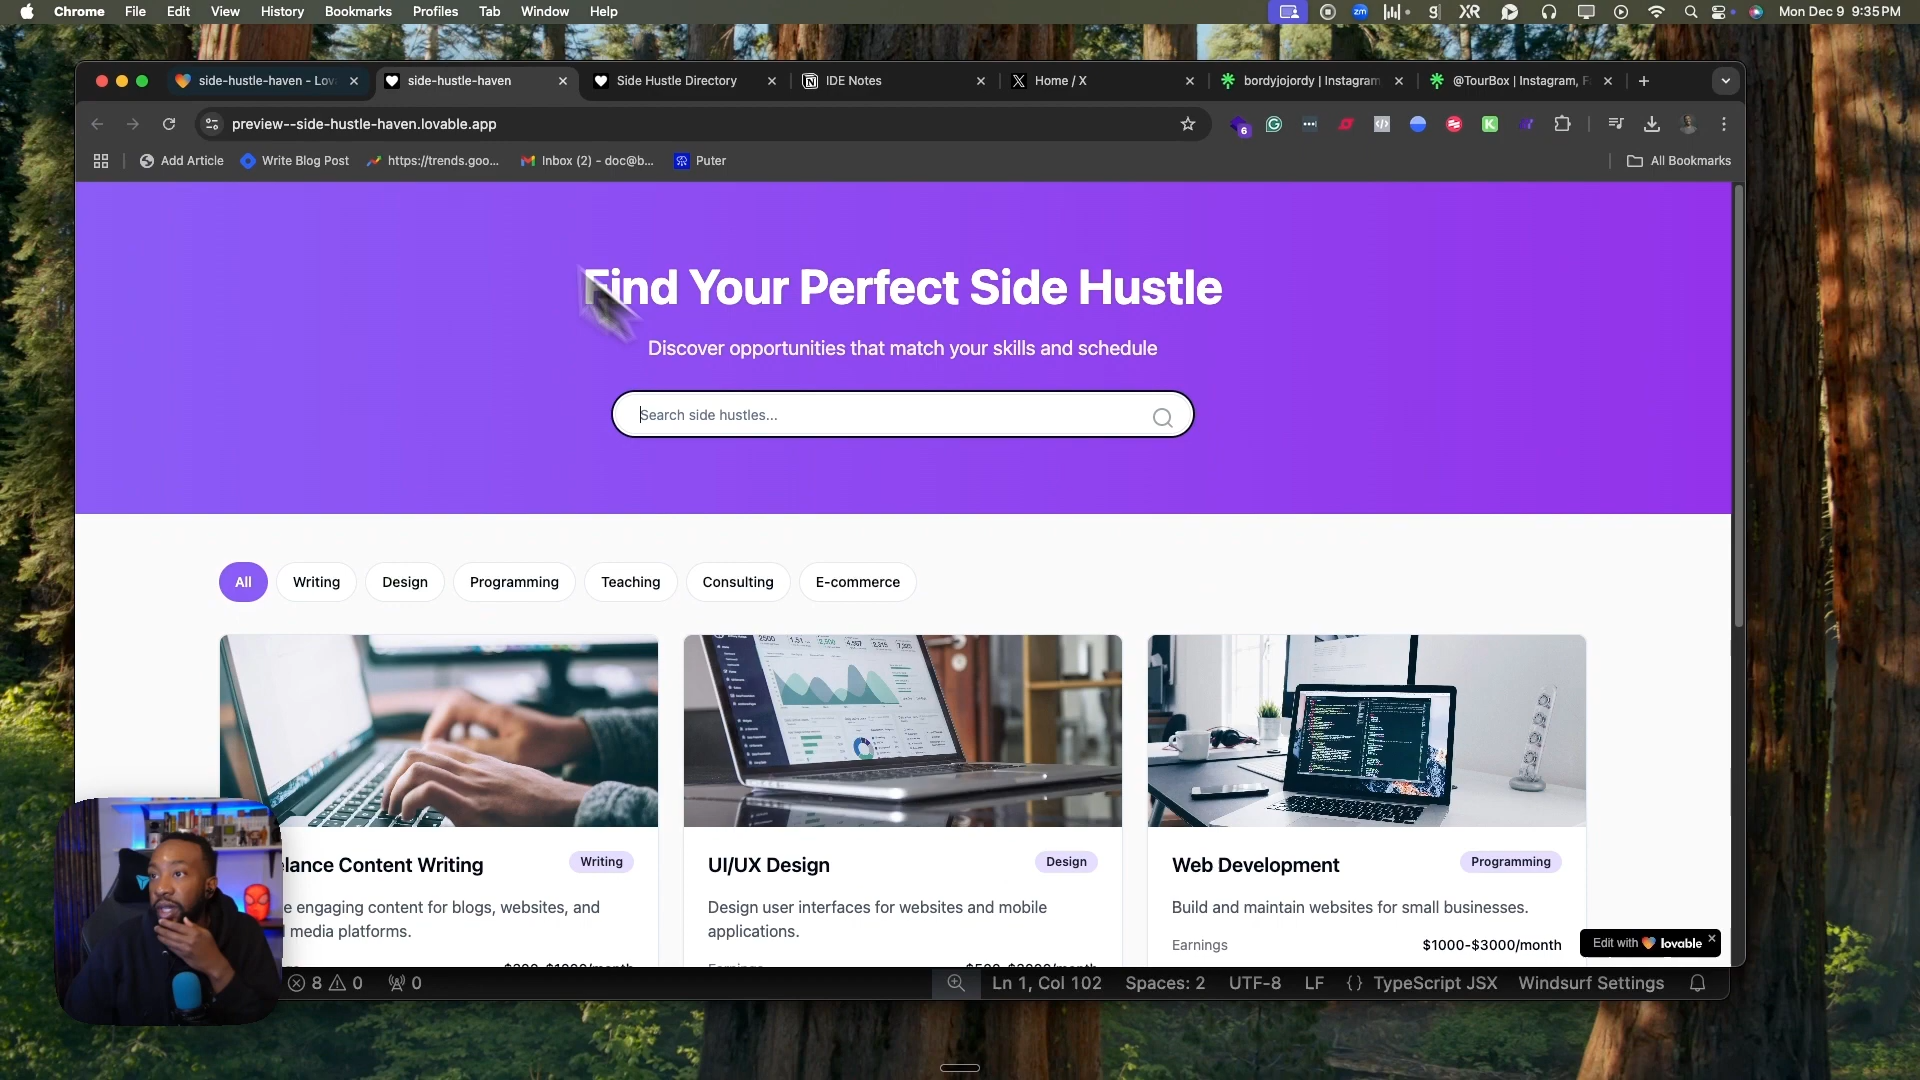 Chrome File Edit View History Bookmarks Profiles Tab Window Help
zm
XR
Mon Dec 9 9:35 PM
side-hustle-haven - Lov
side-hustle-haven
Side Hustle Directory
IDE Notes
Home / X
bordyjojordy | Instagram
@TourBox | Instagram, F
preview--side-hustle-haven.lovable.app
6
Add Article
Write Blog Post
https://trends.goo...
Inbox (2) - doc@b...
Puter
All Bookmarks
Find Your Perfect Side Hustle
Discover opportunities that match your skills and schedule
Search side hustles...
All
Writing
Design
Programming
Teaching
Consulting
E-commerce
lance Content Writing
Writing
e engaging content for blogs, websites, and
media platforms.
UI/UX Design
Design
Design user interfaces for websites and mobile
applications.
Web Development
Programming
Build and maintain websites for small businesses.
Earnings
$1000-$3000/month
Edit with lovable
8 0 0
Ln 1, Col 102
Spaces: 2
UTF-8
LF
{} TypeScript JSX
Windsurf Settings